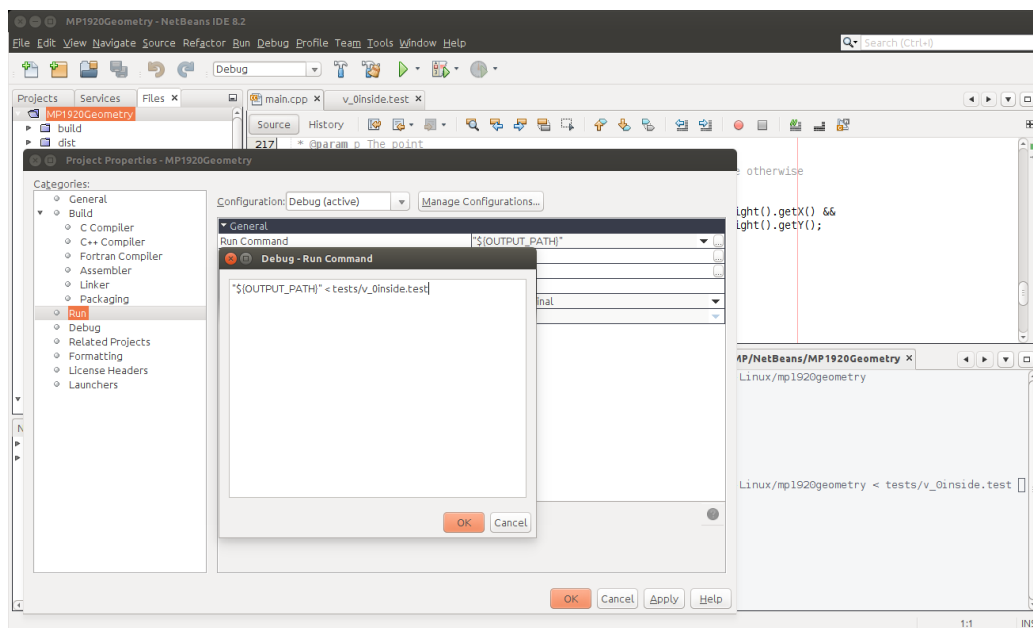 MP1920Geometry - NetBeans IDE 8.2
File Edit View Navigate Source Refactor Run Debug Profile Team Tools Window Help
Search (Ctrl+I)
Debug
Projects Services Files
main.cpp v_0inside.test
MP1920Geometry
build
dist
Source History
217 * @param p The point
Project Properties - MP1920Geometry
e otherwise
Categories:
General
Build
C Compiler
C++ Compiler
Fortran Compiler
Assembler
Linker
Packaging
Run
Debug
Related Projects
Formatting
License Headers
Launchers
Configuration: Debug (active) Manage Configurations...
ight().getX() &&
ight().getY();
General
Run Command "${OUTPUT_PATH}"
Debug - Run Command
"${OUTPUT_PATH}" < tests/v_0inside.test
inal
MP/NetBeans/MP1920Geometry
Linux/mp1920geometry
Linux/mp1920geometry < tests/v_0inside.test
OK Cancel
OK Cancel Apply Help
1:1 INS